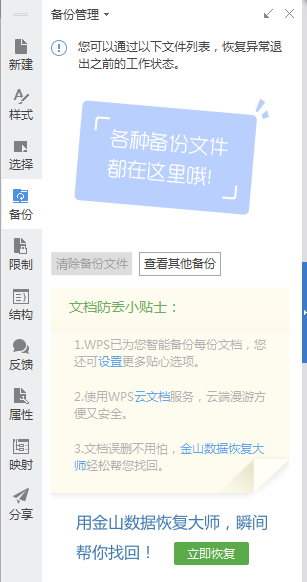 备份管理
新建
样式
选择
备份
限制
结构
反馈
属性
映射
分享
您可以通过以下文件列表，恢复异常退
出之前的工作状态。
各种备份文件
都在这里哦!
清除备份文件
查看其他备份
文档防丢小贴士：
1.WPS已为您智能备份每份文档，您
还可设置更多贴心选项。
2.使用WPS云文档服务，云端漫游方
便又安全。
3.文档误删不用怕，金山数据恢复大
师轻松帮您找回。
用金山数据恢复大师，瞬间
帮你找回！
立即恢复